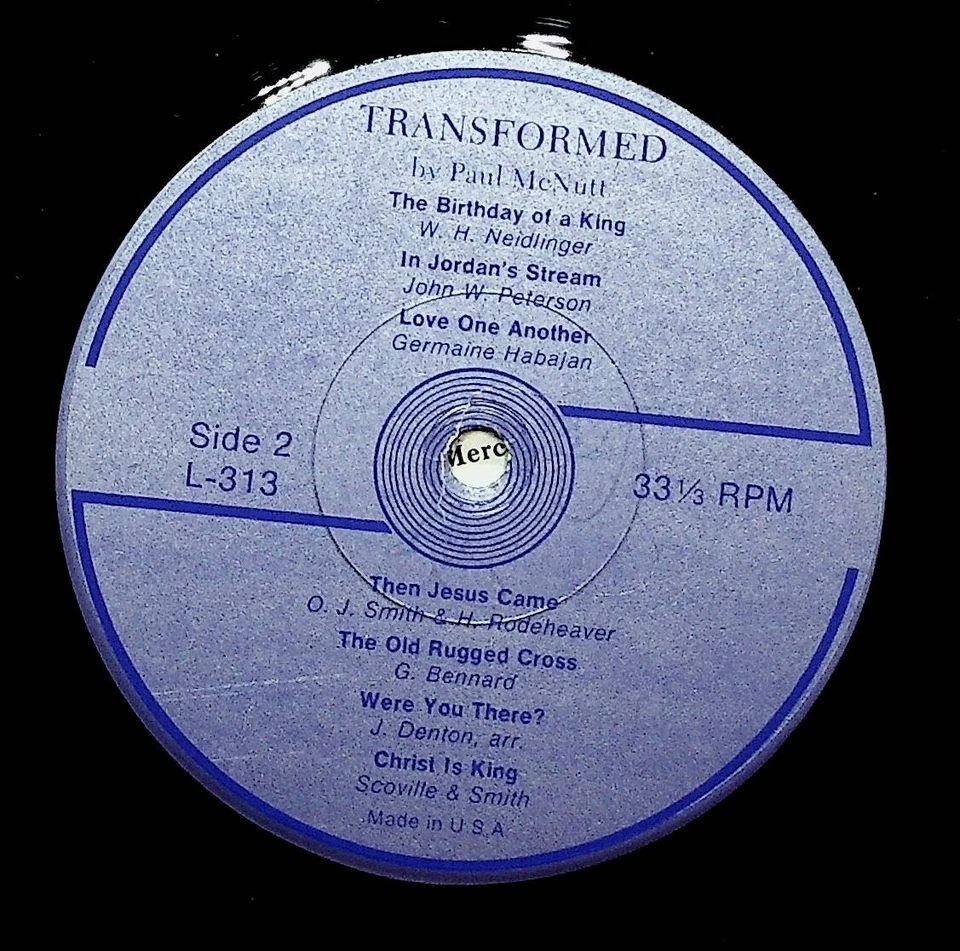 TRANSFORMED
by Paul McNutt
The Birthday of a King
W. H. Neidlinger
In Jordan's Stream
John W. Peterson
Love One Another
Germaine Habajan
Side 2
L-313
Merc
33⅓ RPM
Then Jesus Came
O. J. Smith & H. Rodeheaver
The Old Rugged Cross
G. Bennard
Were You There?
J. Denton, arr.
Christ Is King
Scoville & Smith
Made in U S A